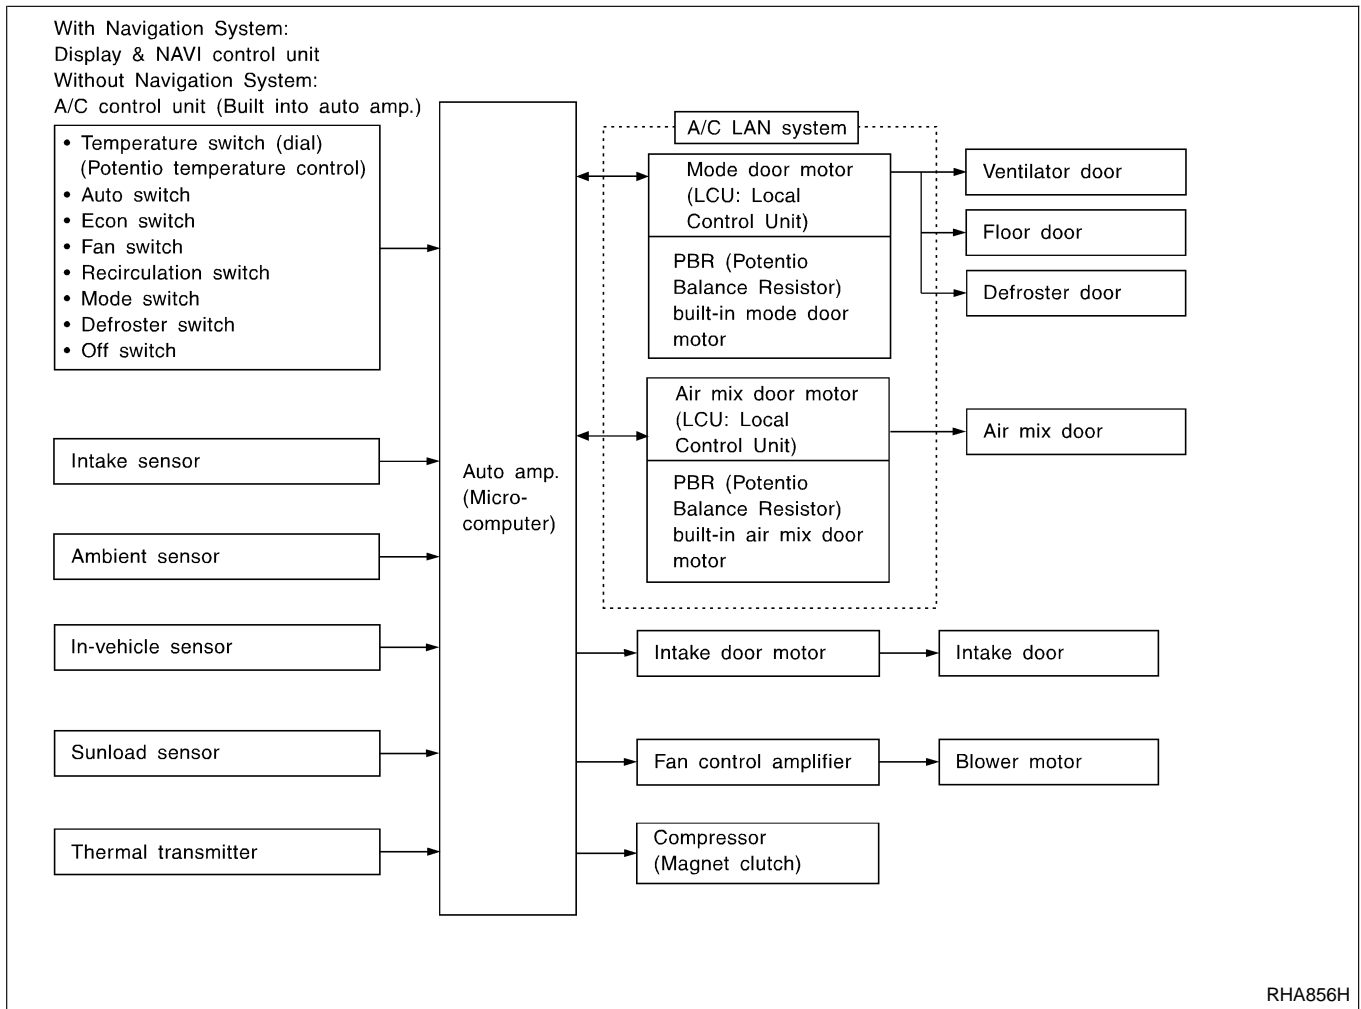 With Navigation System:
Display & NAVI control unit
Without Navigation System:
A/C control unit (Built into auto amp.)
• Temperature switch (dial)
(Potentio temperature control)
• Auto switch
• Econ switch
• Fan switch
• Recirculation switch
• Mode switch
• Defroster switch
• Off switch
Intake sensor
Ambient sensor
In-vehicle sensor
Sunload sensor
Thermal transmitter
Auto amp.
(Micro-
computer)
A/C LAN system
Mode door motor
(LCU: Local
Control Unit)
PBR (Potentio
Balance Resistor)
built-in mode door
motor
Air mix door motor
(LCU: Local
Control Unit)
PBR (Potentio
Balance Resistor)
built-in air mix door
motor
Ventilator door
Floor door
Defroster door
Air mix door
Intake door motor
Intake door
Fan control amplifier
Blower motor
Compressor
(Magnet clutch)
RHA856H